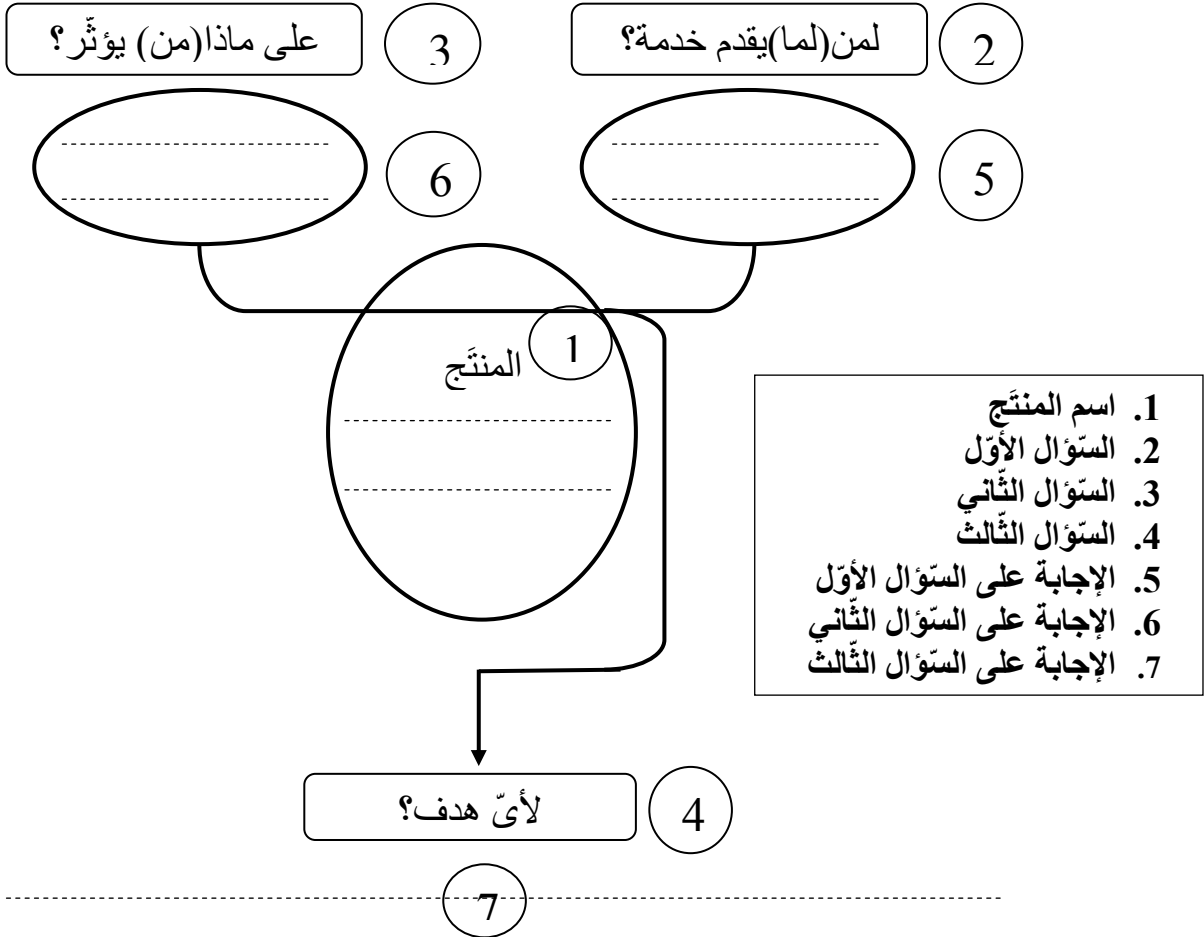 2 لمن(لما)يقدم خدمة؟
3 على ماذا(من) يؤثّر؟
5
6
1 المنتَج
1. اسم المنتَج
2. السّؤال الأوّل
3. السّؤال الثّاني
4. السّؤال الثّالث
5. الإجابة على السّؤال الأوّل
6. الإجابة على السّؤال الثّاني
7. الإجابة على السّؤال الثّالث
4 لأىّ هدف؟
7